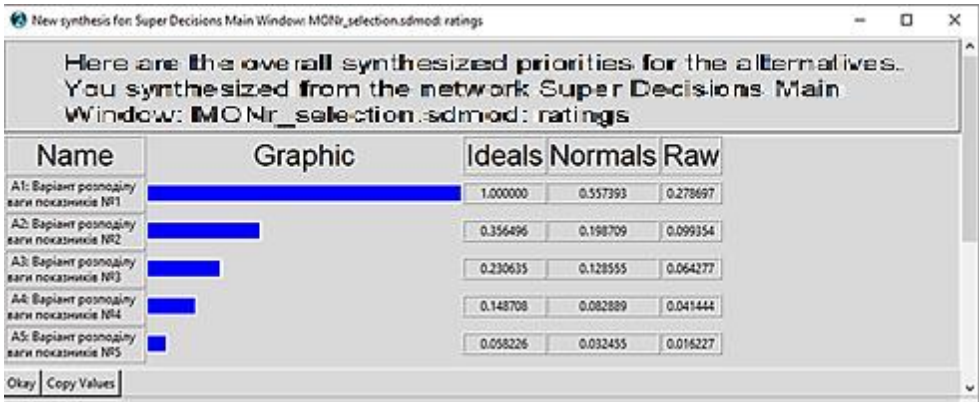 New synthesis for: Super Decisions Main Window: MONr_selection.sdmod: ratings
Here are the overall synthesized priorities for the alternatives.
You synthesized from the network Super Decisions Main
Window: MONr_selection.sdmod: ratings
Name Graphic Ideals Normals Raw
A1: Варіант розподілу
ваги показників №1
1.000000 0.557393 0.278697
A2: Варіант розподілу
ваги показників №2
0.356496 0.198709 0.099354
A3: Варіант розподілу
ваги показників №3
0.230635 0.128555 0.064277
A4: Варіант розподілу
ваги показників №4
0.148708 0.082889 0.041444
A5: Варіант розподілу
ваги показників №5
0.058226 0.032455 0.016227
Okay Copy Values